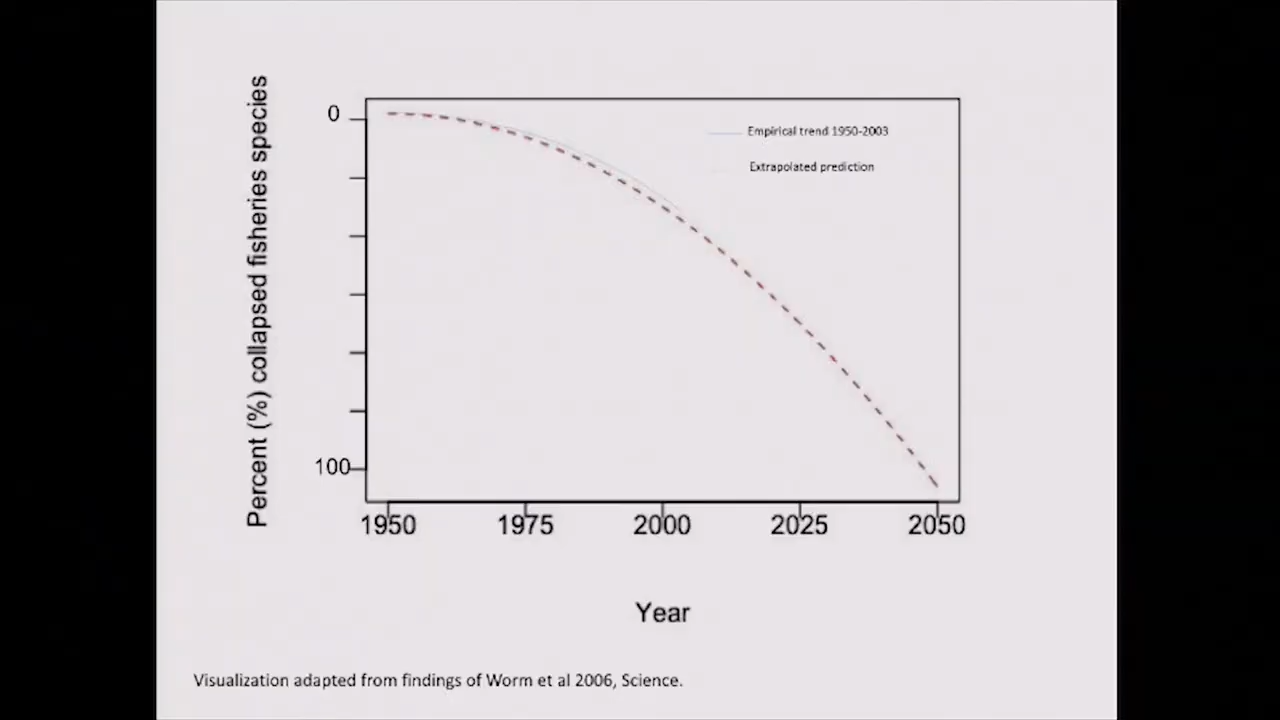 Percent (%) collapsed fisheries species
0
100
Empirical trend 1950-2003
Extrapolated prediction
1950 1975 2000 2025 2050
Year
Visualization adapted from findings of Worm et al 2006, Science.